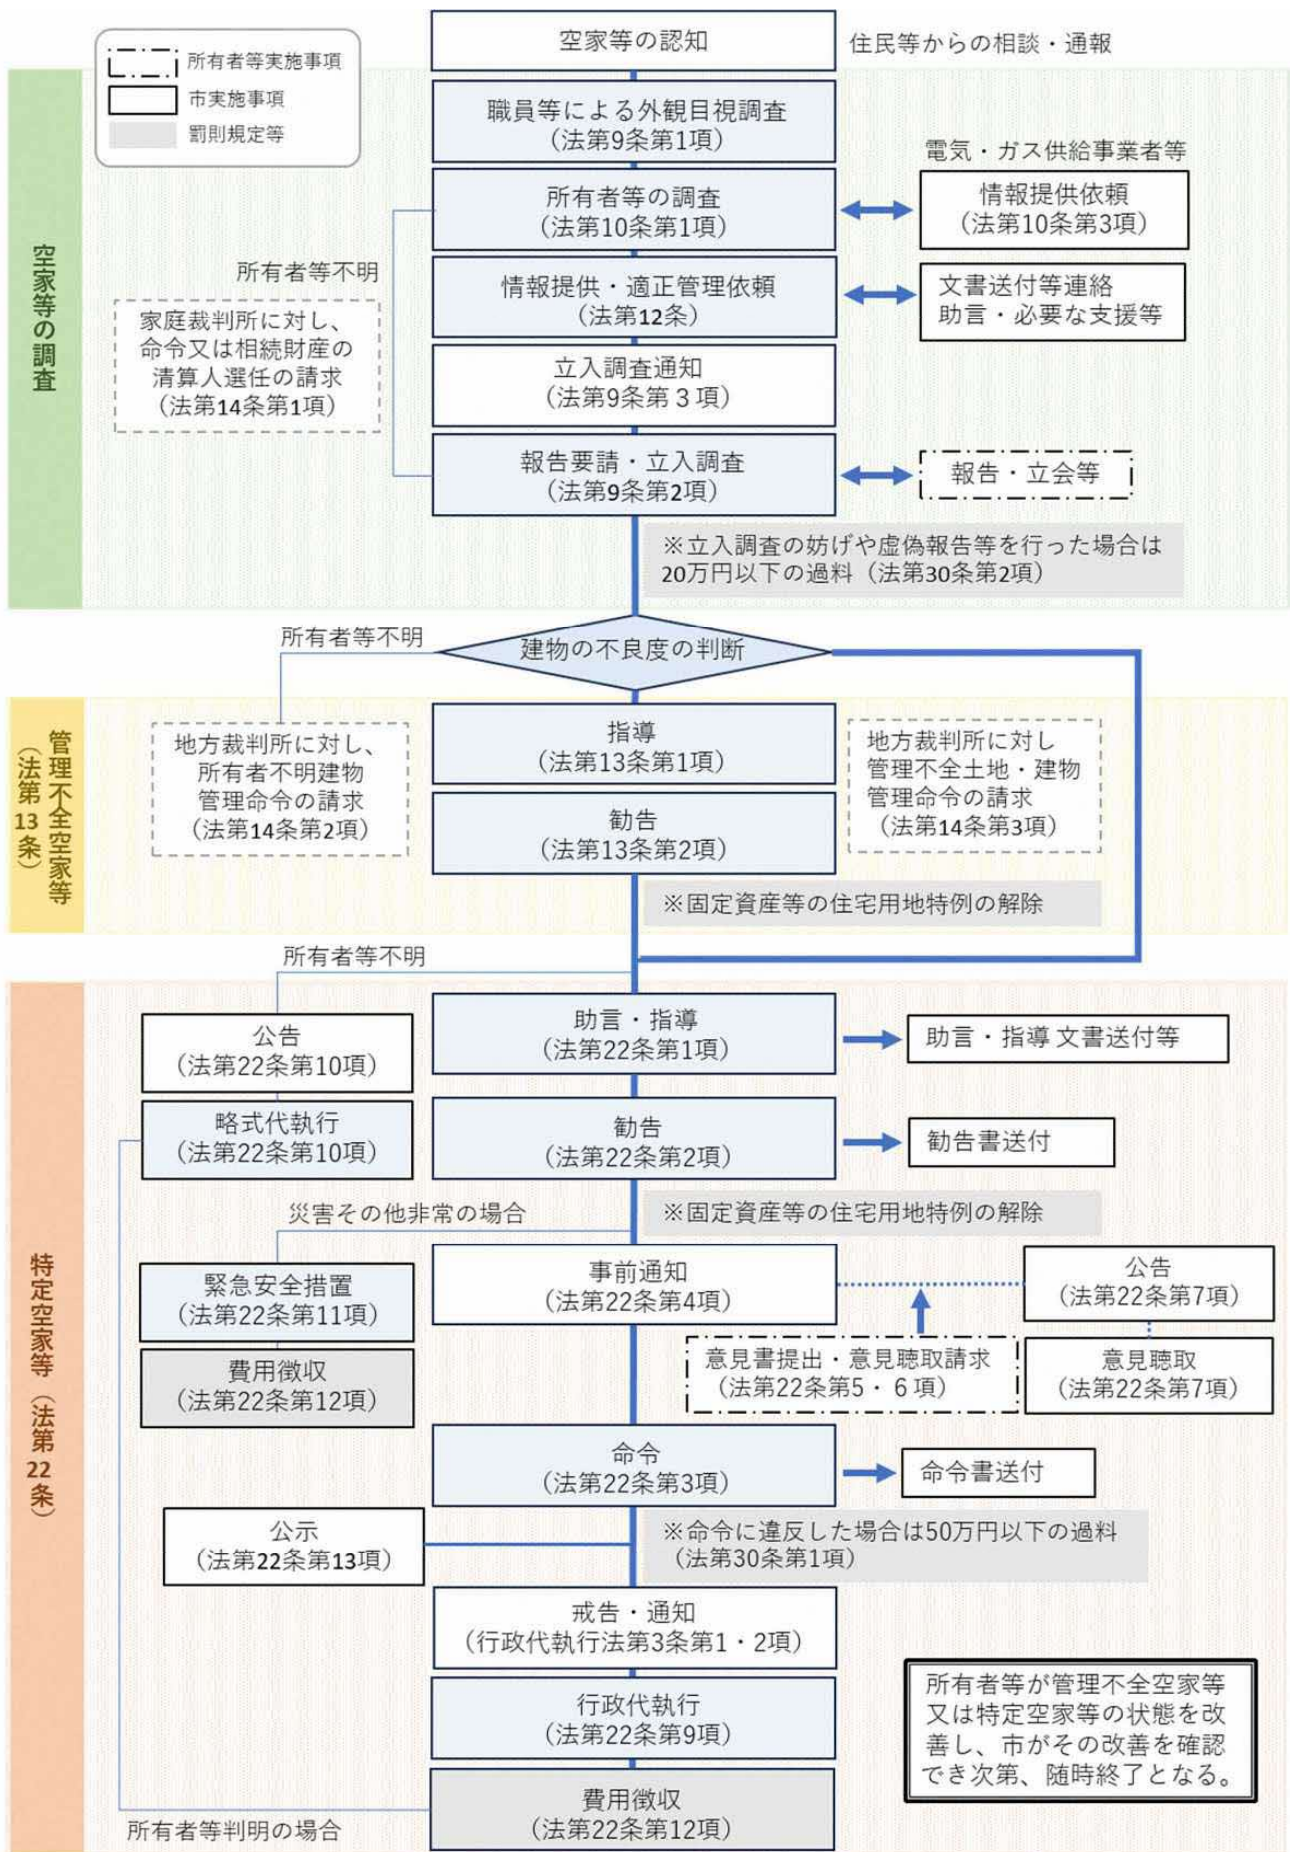 空家等の認知
住民等からの相談・通報
所有者等実施事項
市実施事項
罰則規定等
空家等の調査
職員等による外観目視調査
(法第9条第1項)
電気・ガス供給事業者等
所有者等の調査
(法第10条第1項)
情報提供依頼
(法第10条第3項)
所有者等不明
情報提供・適正管理依頼
(法第12条)
文書送付等連絡
助言・必要な支援等
家庭裁判所に対し、
命令又は相続財産の
清算人選任の請求
(法第14条第1項)
立入調査通知
(法第9条第３項)
報告要請・立入調査
(法第9条第2項)
報告・立会等
※立入調査の妨げや虚偽報告等を行った場合は
20万円以下の過料(法第30条第2項)
所有者等不明
建物の不良度の判断
管理不全空家等
(法第13条)
地方裁判所に対し、
所有者不明建物
管理命令の請求
(法第14条第2項)
指導
(法第13条第1項)
勧告
(法第13条第2項)
地方裁判所に対し
管理不全土地・建物
管理命令の請求
(法第14条第3項)
※固定資産等の住宅用地特例の解除
所有者等不明
特定空家等(法第22条)
公告
(法第22条第10項)
略式代執行
(法第22条第10項)
助言・指導
(法第22条第1項)
助言・指導 文書送付等
勧告
(法第22条第2項)
勧告書送付
※固定資産等の住宅用地特例の解除
災害その他非常の場合
緊急安全措置
(法第22条第11項)
費用徴収
(法第22条第12項)
事前通知
(法第22条第4項)
公告
(法第22条第7項)
意見書提出・意見聴取請求
(法第22条第5・６項)
意見聴取
(法第22条第7項)
命令
(法第22条第3項)
命令書送付
公示
(法第22条第13項)
※命令に違反した場合は50万円以下の過料
(法第30条第1項)
戒告・通知
(行政代執行法第3条第1・2項)
行政代執行
(法第22条第9項)
費用徴収
(法第22条第12項)
所有者等判明の場合
所有者等が管理不全空家等
又は特定空家等の状態を改
善し、市がその改善を確認
でき次第、随時終了となる。